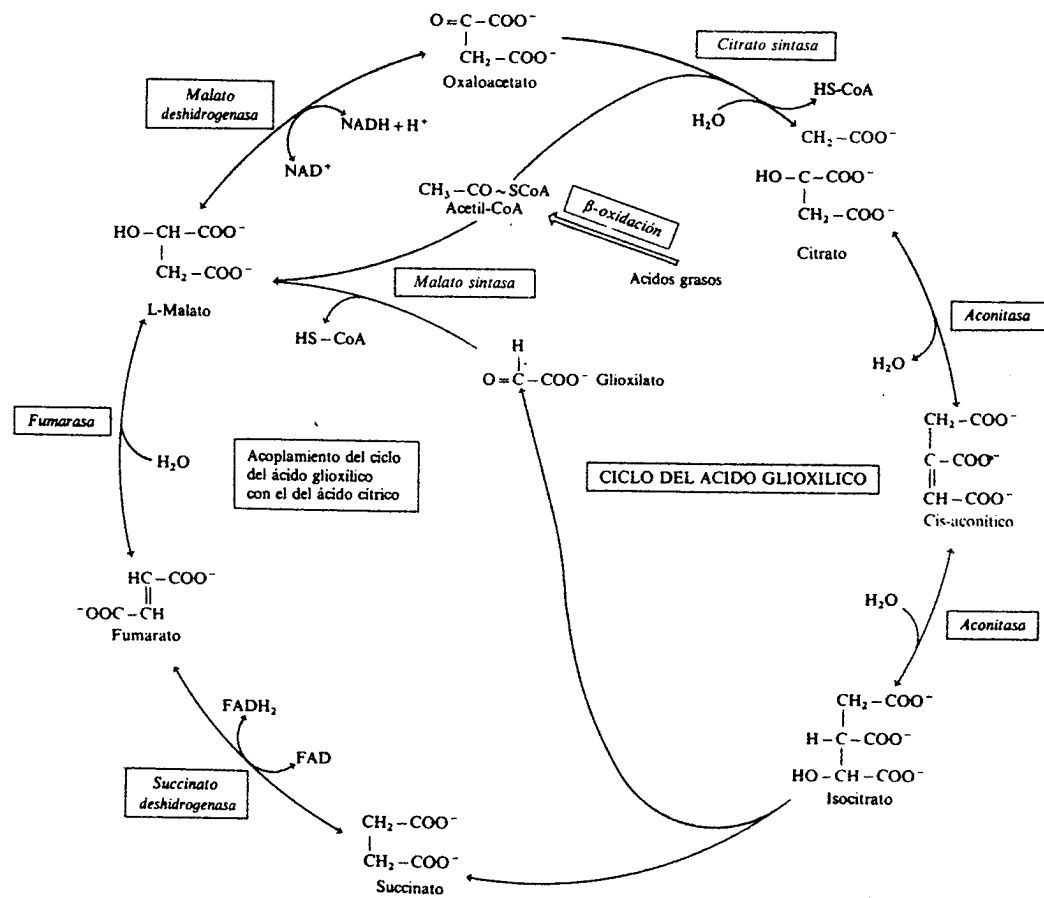 O=C–COO⁻
CH₂–COO⁻
Oxaloacetato
Citrato sintasa
HS-CoA
H₂O
CH₂–COO⁻
HO–C–COO⁻
CH₂–COO⁻
Citrato
Malato
deshidrogenasa
NADH + H⁺
NAD⁺
CH₃–CO~SCoA
Acetil-CoA
β-oxidación
Acidos grasos
HO–CH–COO⁻
CH₂–COO⁻
L-Malato
Malato sintasa
HS–CoA
H
O=C–COO⁻ Glioxilato
Aconitasa
H₂O
Fumarasa
H₂O
Acoplamiento del ciclo
del ácido glioxílico
con el del ácido cítrico
CICLO DEL ACIDO GLIOXILICO
CH₂–COO⁻
C–COO⁻
CH–COO⁻
Cis-aconítico
HC–COO⁻
⁻OOC–CH
Fumarato
H₂O
Aconitasa
FADH₂
FAD
Succinato
deshidrogenasa
CH₂–COO⁻
H–C–COO⁻
HO–CH–COO⁻
Isocitrato
CH₂–COO⁻
CH₂–COO⁻
Succinato